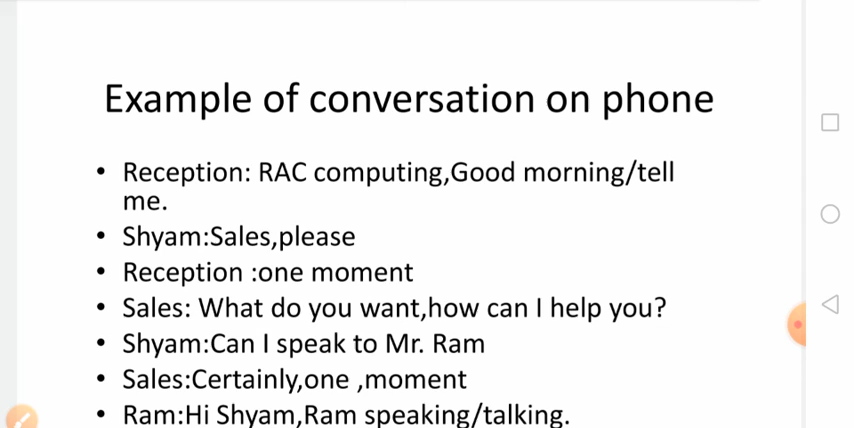 Example of conversation on phone
• Reception: RAC computing,Good morning/tell
me.
• Shyam:Sales,please
• Reception :one moment
• Sales: What do you want,how can I help you?
• Shyam:Can I speak to Mr. Ram
• Sales:Certainly,one ,moment
• Ram:Hi Shyam,Ram speaking/talking.